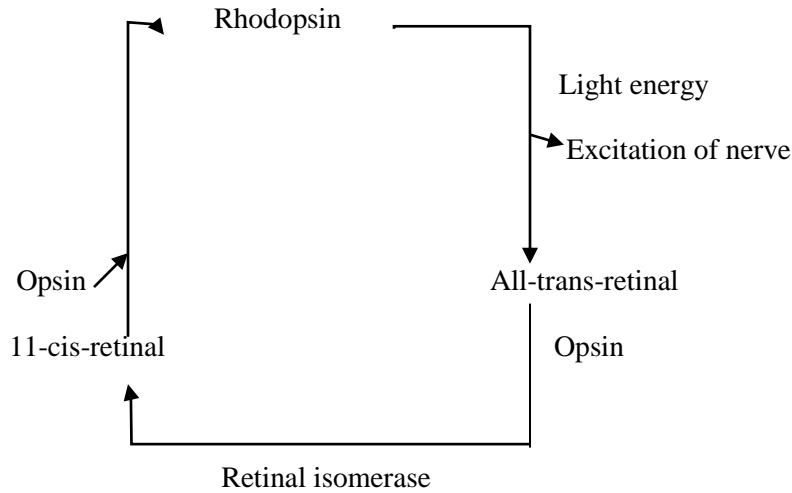 Rhodopsin
Light energy
Excitation of nerve
Opsin
All-trans-retinal
11-cis-retinal
Opsin
Retinal isomerase